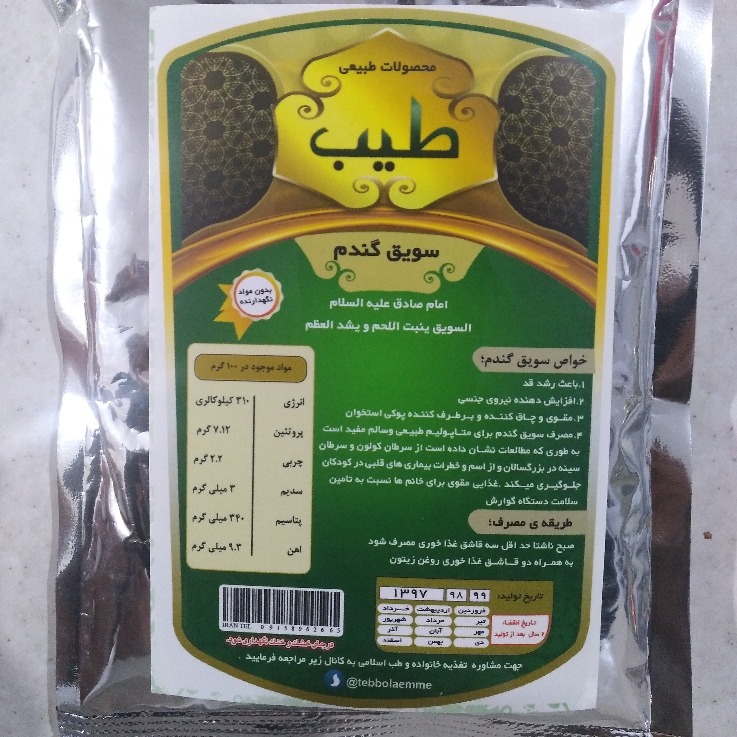 محصولات طبیعی
طیب
سویق گندم
بدون مواد
نگهدارنده
امام صادق علیه السلام
السویق ینبت اللحم و یشد العظم
خواص سویق گندم؛
۱.باعث رشد قد
۲.افزایش دهنده نیروی جنسی
۳.مقوی و چاق کننده و برطرف کننده پوکی استخوان
۴.مصرف سویق گندم برای متاپولیم طبیعی وسالم مفید است
به طوری که مطالعات نشان داده است از سرطان کولون و سرطان
سینه در بزرگسالان و از اسم و خطرات بیماری های قلبی در کودکان
جلوگیری میکند .غذایی مقوی برای خانم ها نسبت به تامین
سلامت دستگاه گوارش
طریقه ی مصرف؛
صبح ناشتا حد اقل سه قاشق غذا خوری مصرف شود
به همراه دو قاشق غذا خوری روغن زیتون
مواد موجود در ۱۰۰ گرم
انرژی ۳۱۰ کیلوکالری
پروتئین ۷.۱۲ گرم
چربی ۲.۲ گرم
سدیم ۳ میلی گرم
پتاسیم ۳۴۰ میلی گرم
آهن ۹.۳ میلی گرم
تاریخ تولید: ۹۹ ۹۸ ۱۳۹۷
فروردین اردیبهشت خرداد
تیر مرداد شهریور
مهر آبان آذر
دی بهمن اسفند
تاریخ انقضاء:
۲ سال بعد از تولید
IRAN TEL 09158962665
در جای خشک و خنک نگهداری شود.
جهت مشاوره تغذیه خانواده و طب اسلامی به کانال زیر مراجعه فرمایید .
@tebbolaemme